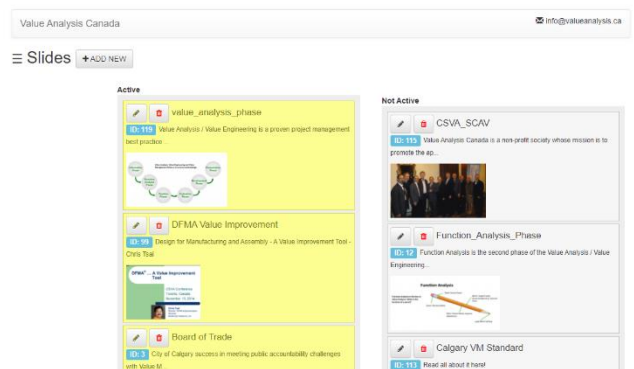 Value Analysis Canada
info@valueanalysis.ca
Slides
+ADD NEW
Active
value_analysis_phase
ID: 119 Value Analysis / Value Engineering is a proven project management
best practice ...
DFMA Value Improvement
ID: 99 Design for Manufacturing and Assembly - A Value Improvement Tool -
Chris Tsai
DFMA ... A Value Improvement
Tool
Board of Trade
ID: 3 City of Calgary success in meeting public accountability challenges
with Value M...
Not Active
CSVA_SCAV
ID: 115 Value Analysis Canada is a non-profit society whose mission is to
promote the ap...
Function_Analysis_Phase
ID: 12 Function Analysis is the second phase of the Value Analysis / Value
Engineering...
Function Analysis
Calgary VM Standard
ID: 113 Read all about it here!